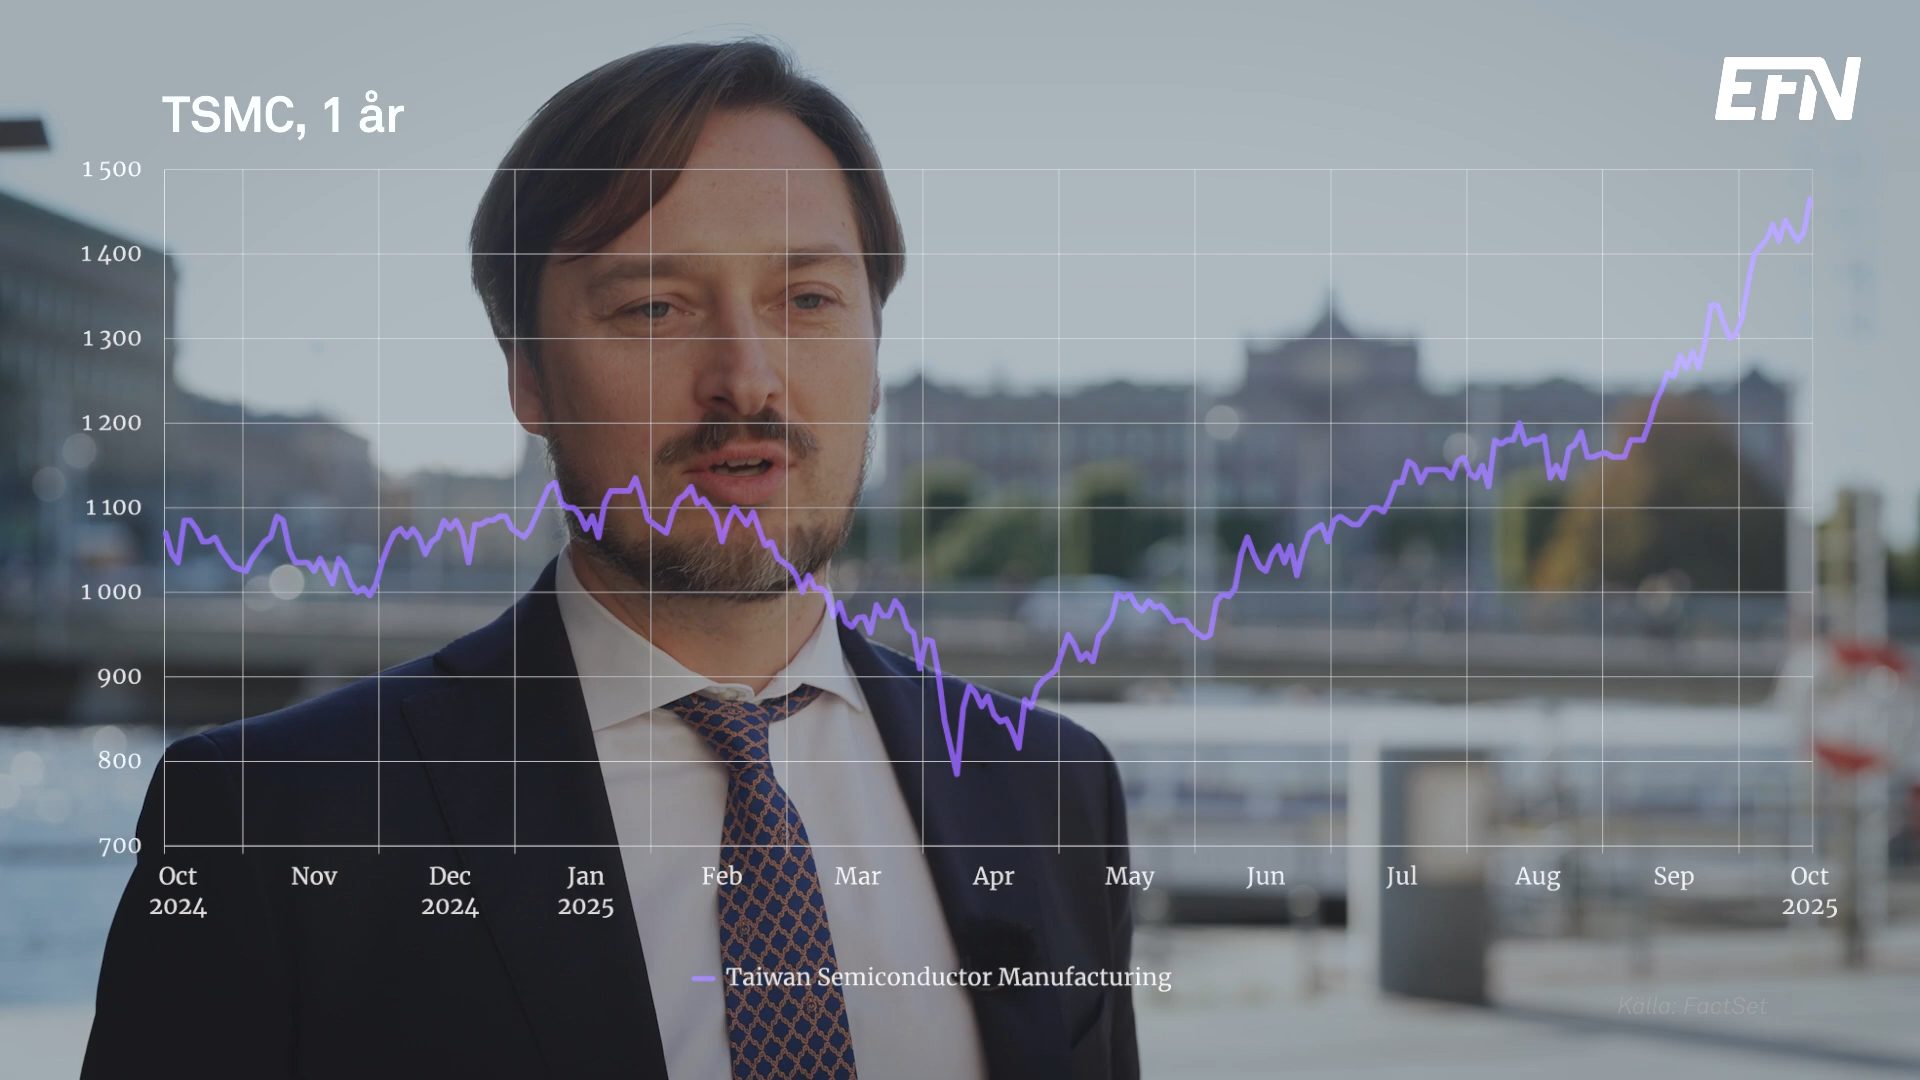 EFN
TSMC, 1 år
1 500
1 400
1 300
1 200
1 100
1 000
900
800
700
Oct Nov Dec Jan Feb Mar Apr May Jun Jul Aug Sep Oct
2024 2024 2025 2025
Taiwan Semiconductor Manufacturing
Källa: FactSet